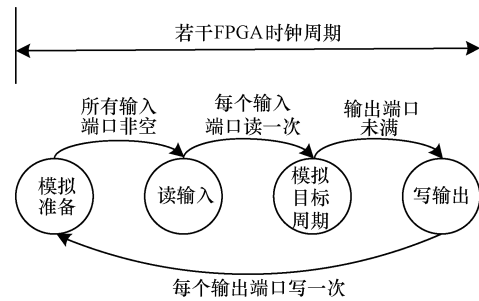 若干FPGA时钟周期
所有输入
端口非空
每个输入
端口读一次
输出端口
未满
模拟
准备
读输入
模拟
目标
周期
写输出
每个输出端口写一次